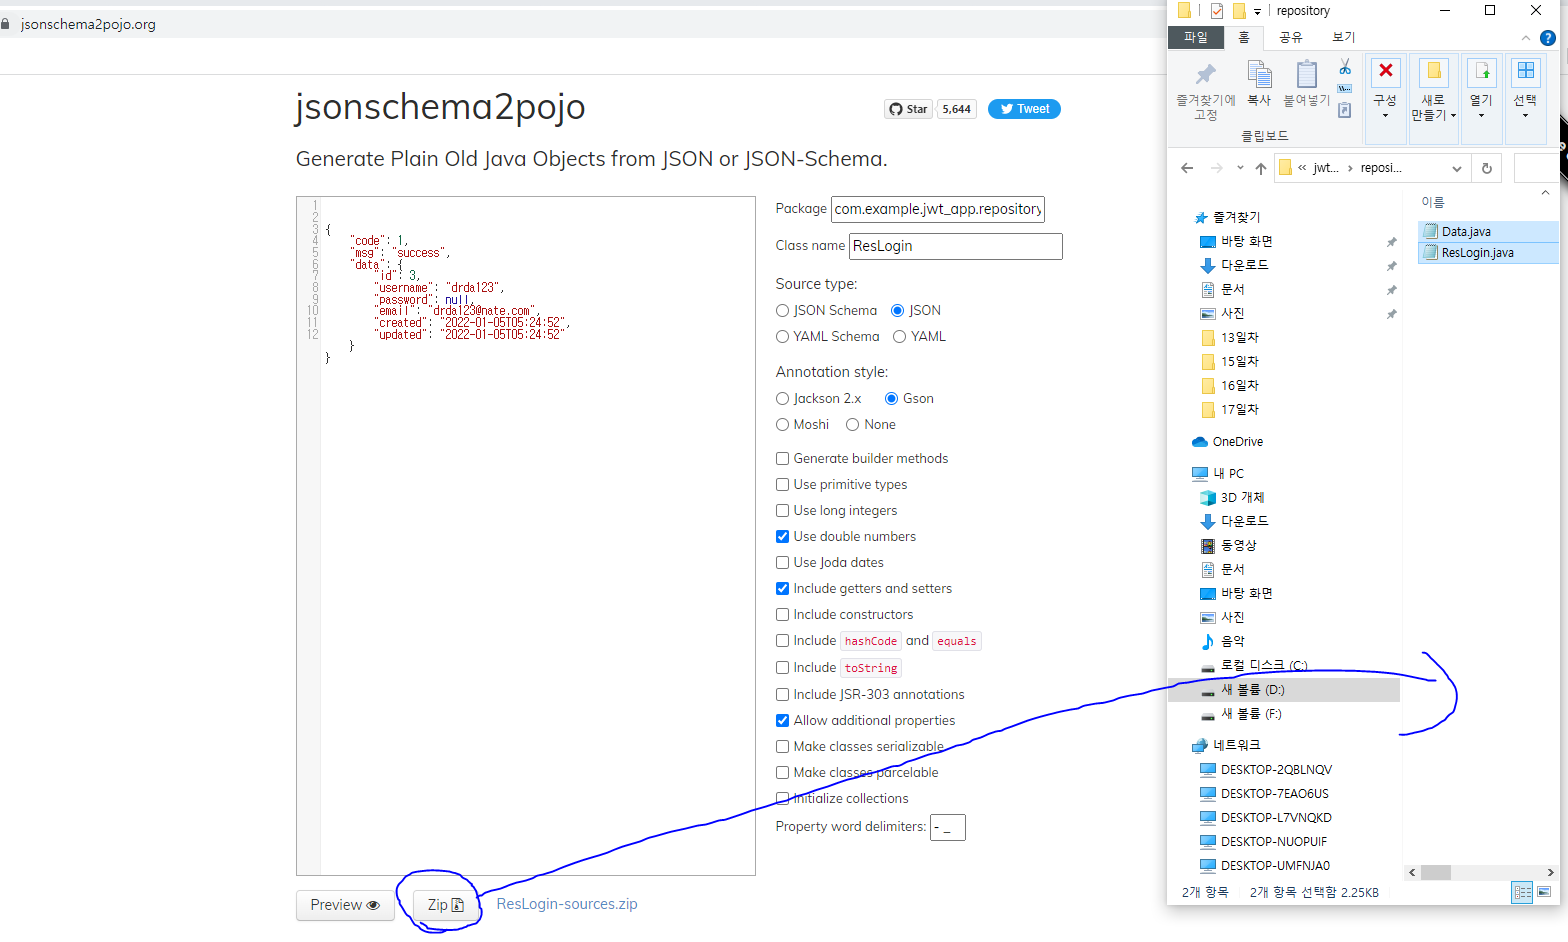 jsonschema2pojo.org
jsonschema2pojo
Star
5,644
Tweet
Generate Plain Old Java Objects from JSON or JSON-Schema.
1
2
3 {
4 "code": 1,
5 "msg": "success",
6 "data": {
7 "id": 3,
8 "username": "drda123",
9 "password": null,
10 "email": "drda123@nate.com",
11 "created": "2022-01-05T05:24:52",
12 "updated": "2022-01-05T05:24:52"
}
}
Package com.example.jwt_app.repository
Class name ResLogin
Source type:
JSON Schema JSON
YAML Schema YAML
Annotation style:
Jackson 2.x Gson
Moshi None
Generate builder methods
Use primitive types
Use long integers
Use double numbers
Use Joda dates
Include getters and setters
Include constructors
Include hashCode and equals
Include toString
Include JSR-303 annotations
Allow additional properties
Make classes serializable
Make classes parcelable
Initialize collections
Property word delimiters: - _
Preview
Zip
ResLogin-sources.zip
repository
파일 홈 공유 보기
즐겨찾기에 고정
복사
붙여넣기
클립보드
구성
새로 만들기
열기
선택
« jwt... › reposi...
이름
Data.java
ResLogin.java
즐겨찾기
바탕 화면
다운로드
문서
사진
13일차
15일차
16일차
17일차
OneDrive
내 PC
3D 개체
다운로드
동영상
문서
바탕 화면
사진
음악
로컬 디스크 (C:)
새 볼륨 (D:)
새 볼륨 (F:)
네트워크
DESKTOP-2QBLNQV
DESKTOP-7EAO6US
DESKTOP-L7VNQKD
DESKTOP-NUOPUIF
DESKTOP-UMFNJA0
2개 항목 2개 항목 선택함 2.25KB